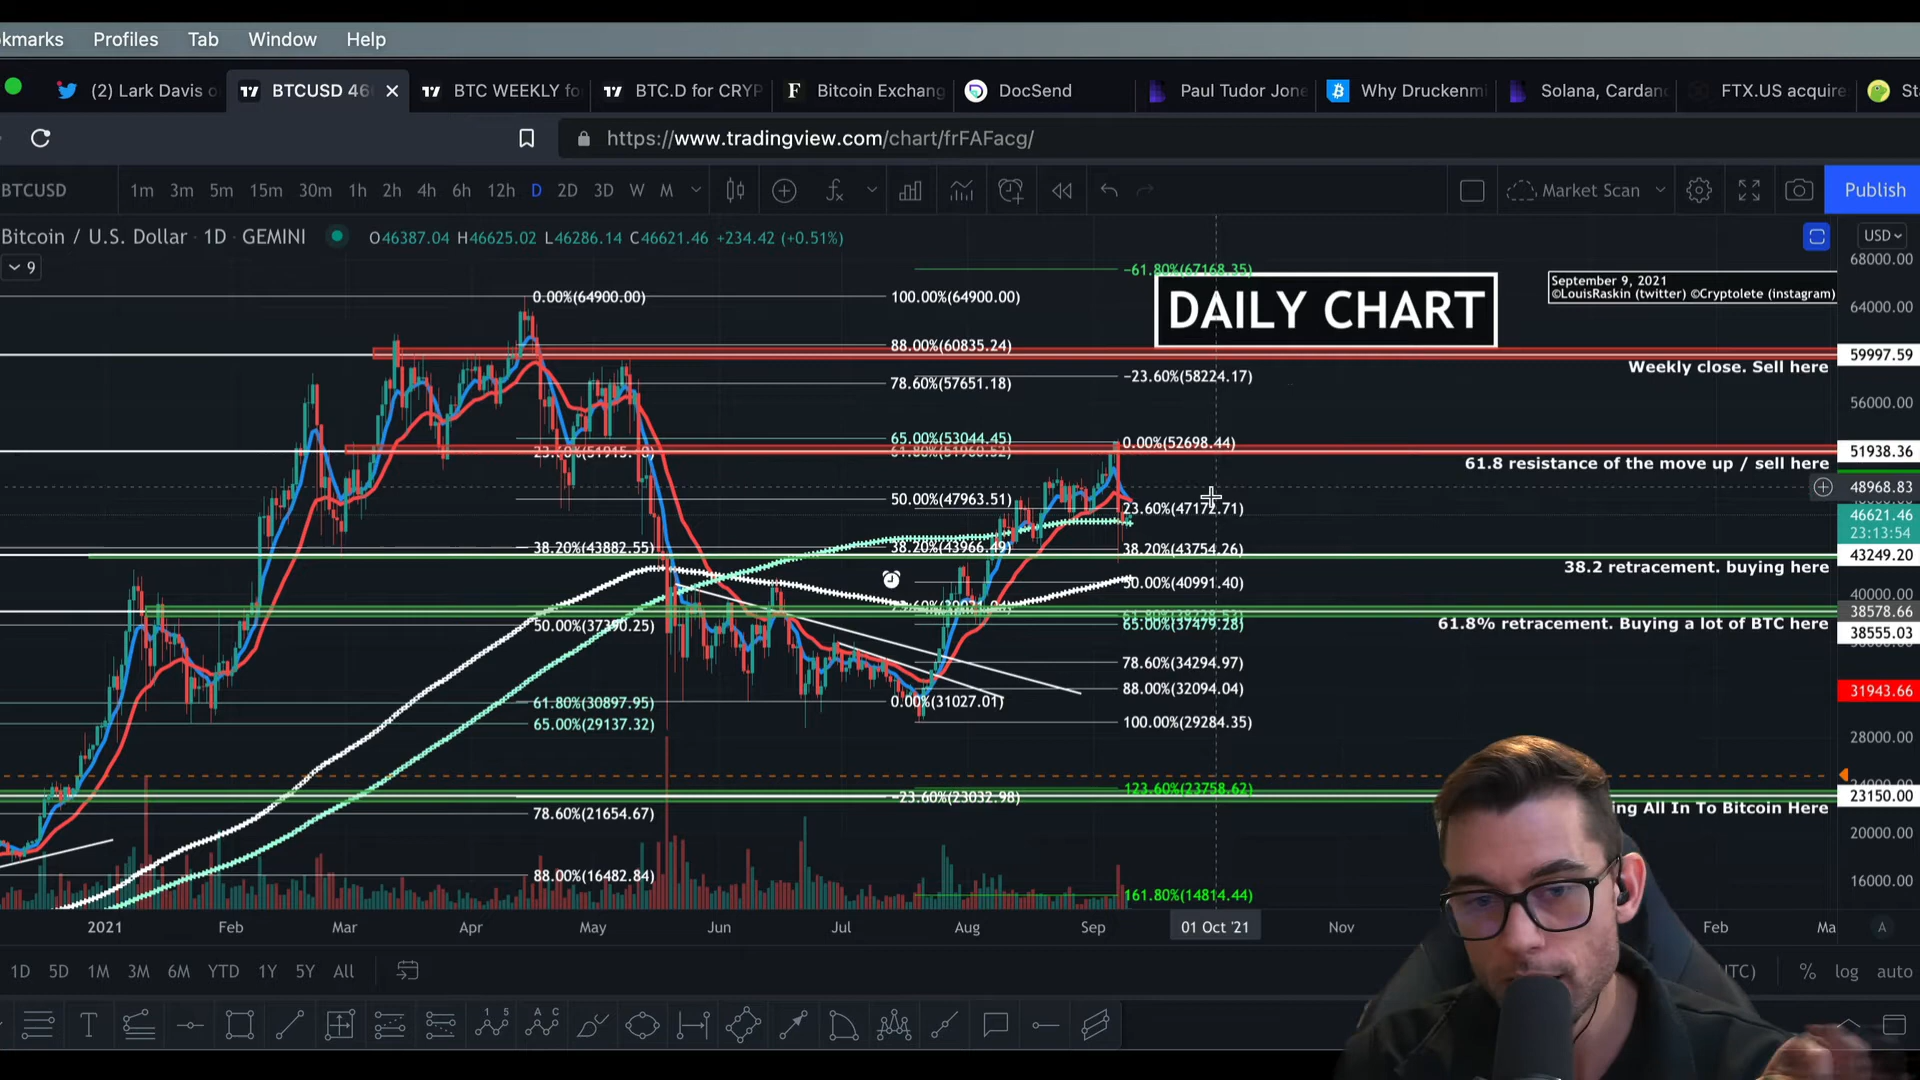 kmarks Profiles Tab Window Help
(2) Lark Davis o
BTCUSD 46
BTC WEEKLY fo
BTC.D for CRYP
Bitcoin Exchang
DocSend
Paul Tudor Jone
Why Druckenmi
Solana, Cardan
FTX.US acquire
St
https://www.tradingview.com/chart/frFAFacg/
BTCUSD 1m 3m 5m 15m 30m 1h 2h 4h 6h 12h D 2D 3D W M
Market Scan
Publish
Bitcoin / U.S. Dollar 1D · GEMINI O46387.04 H46625.02 L46286.14 C46621.46 +234.42 (+0.51%)
USD
9
68000.00
-61.80%(67168.35)
DAILY CHART
September 9, 2021
©LouisRaskin (twitter) ©Cryptolete (instagram)
0.00%(64900.00)
100.00%(64900.00)
64000.00
88.00%(60835.24)
59997.59
Weekly close. Sell here
-23.60%(58224.17)
78.60%(57651.18)
56000.00
65.00%(53044.45)
0.00%(52698.44)
51938.36
61.8 resistance of the move up / sell here
48968.83
50.00%(47963.51)
23.60%(47172.71)
46621.46
23:13:54
38.20%(43882.55)
38.20%(43966.49)
38.20%(43754.26)
43249.20
38.2 retracement. buying here
50.00%(40991.40)
40000.00
38578.66
61.8% retracement. Buying a lot of BTC here
38555.03
50.00%(37390.25)
65.00%(37479.28)
78.60%(34294.97)
88.00%(32094.04)
31943.66
61.80%(30897.95)
0.00%(31027.01)
65.00%(29137.32)
100.00%(29284.35)
28000.00
123.60%(23758.62)
-23.60%(23032.98)
23150.00
ing All In To Bitcoin Here
78.60%(21654.67)
20000.00
88.00%(16482.84)
16000.00
161.80%(14814.44)
2021 Feb Mar Apr May Jun Jul Aug Sep 01 Oct '21 Nov Feb Ma A
1D 5D 1M 3M 6M YTD 1Y 5Y All
TC) % log auto